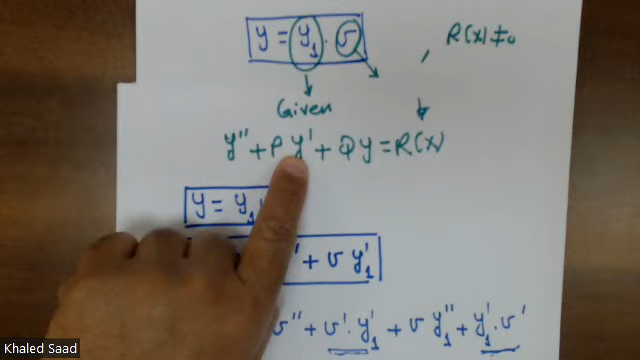 y = y₁ · v
, R(x) ≠ 0
Given
y'' + P y' + Q y = R(x)
y = y₁
' + v y₁'
v'' + v' · y₁' + v y₁'' + y₁' · v'
Khaled Saad